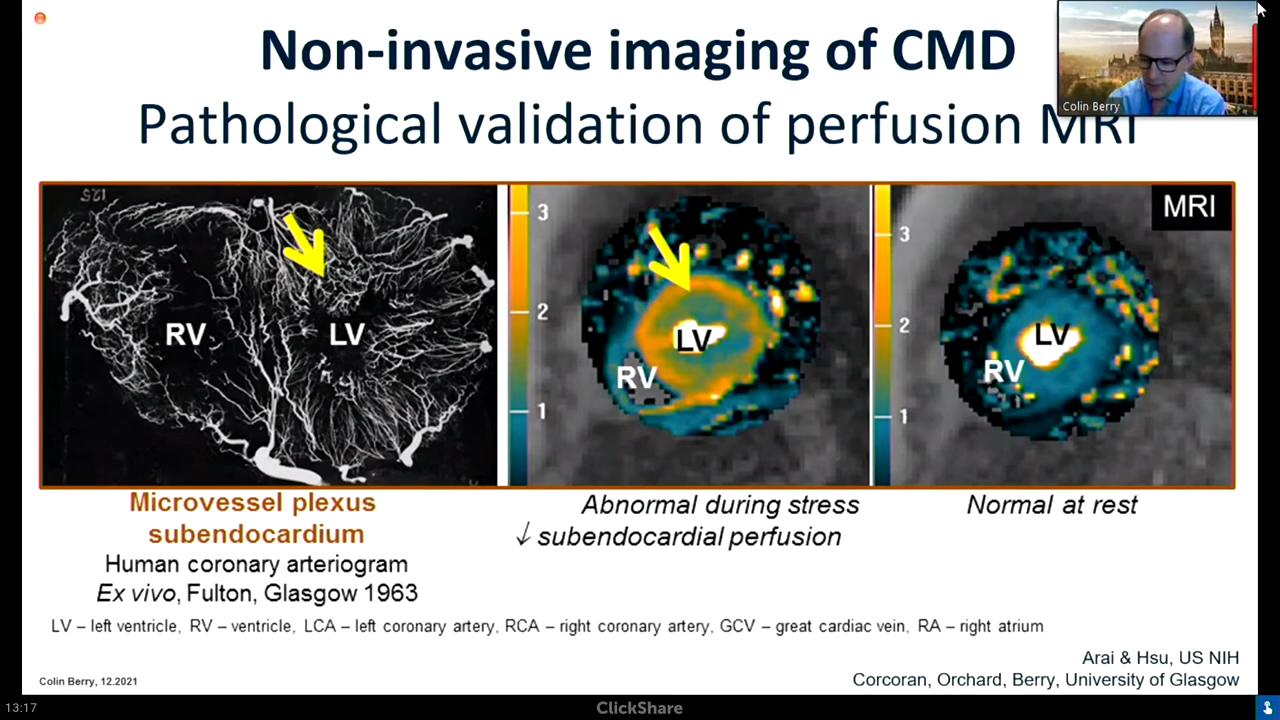 Non-invasive imaging of CMD
Pathological validation of perfusion MRI
Colin Berry
RV
LV
3
2
1
LV
RV
3
2
1
LV
RV
MRI
Microvessel plexus
subendocardium
Human coronary arteriogram
Ex vivo, Fulton, Glasgow 1963
Abnormal during stress
↓ subendocardial perfusion
Normal at rest
LV – left ventricle, RV – ventricle, LCA – left coronary artery, RCA – right coronary artery, GCV – great cardiac vein, RA – right atrium
Arai & Hsu, US NIH
Corcoran, Orchard, Berry, University of Glasgow
Colin Berry, 12.2021
13:17
ClickShare